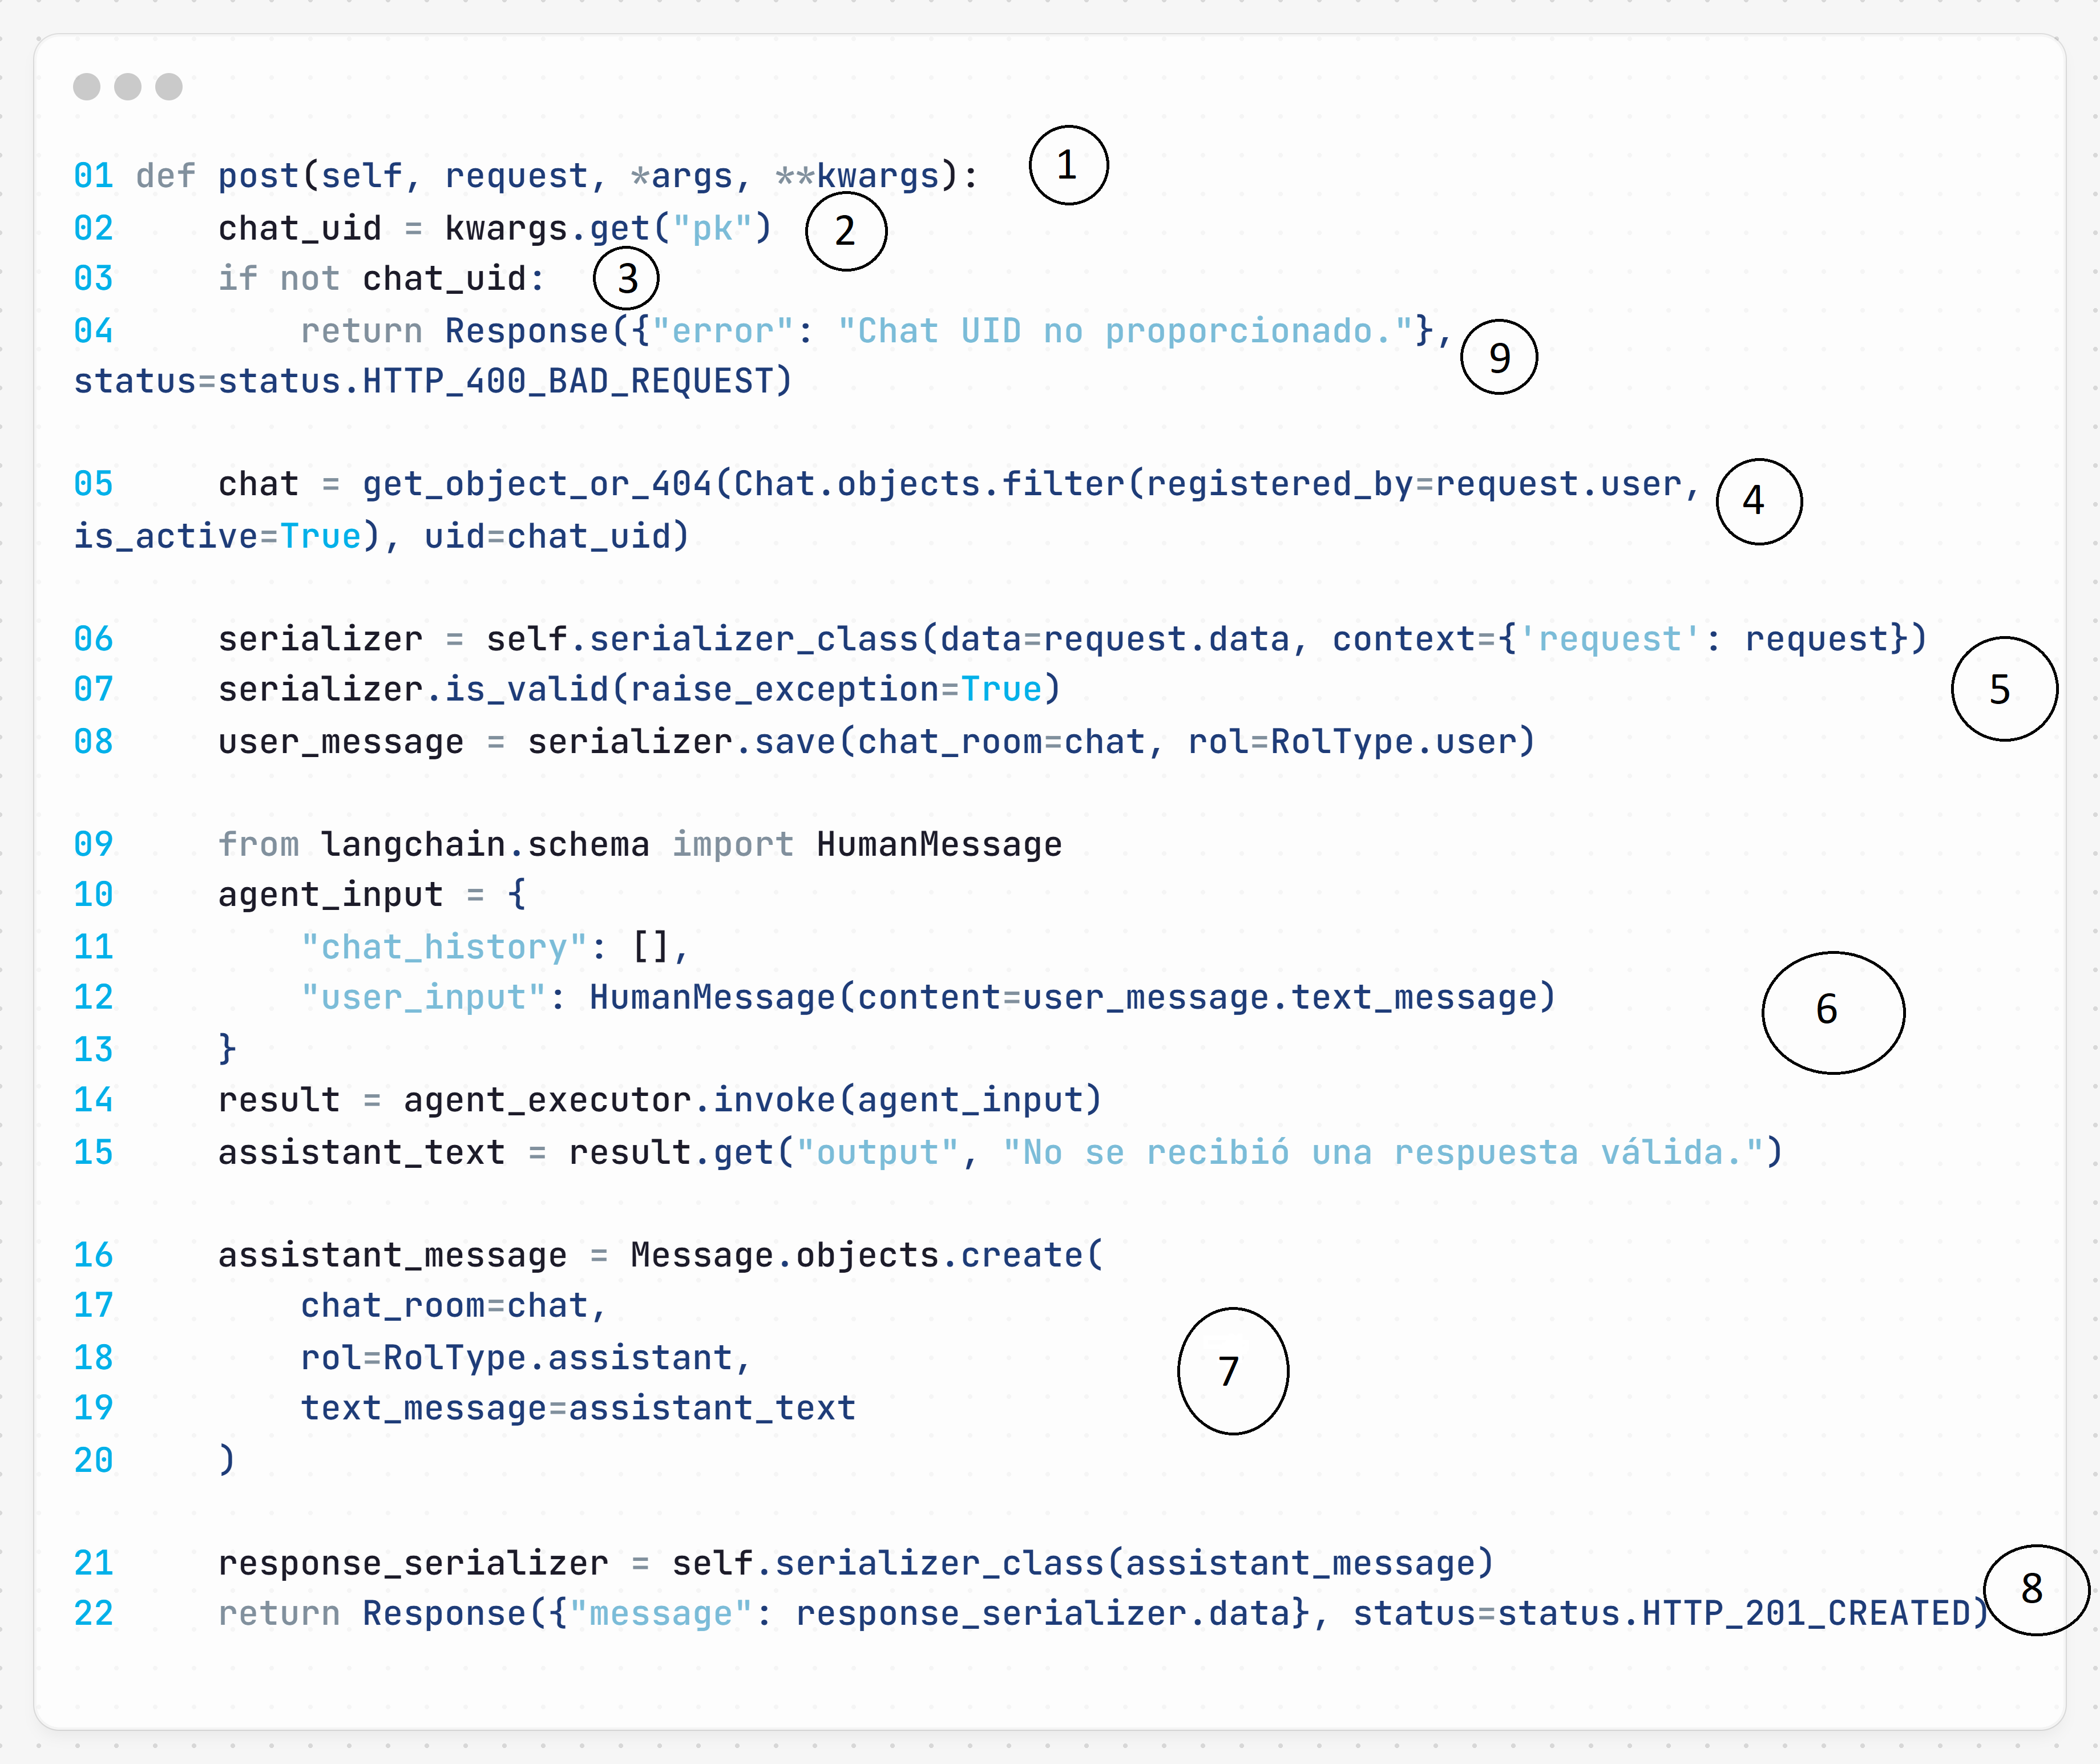 01 def post(self, request, *args, **kwargs): 1
02     chat_uid = kwargs.get("pk") 2
03     if not chat_uid: 3
04         return Response({"error": "Chat UID no proporcionado."}, 9
status=status.HTTP_400_BAD_REQUEST)
05     chat = get_object_or_404(Chat.objects.filter(registered_by=request.user, 4
is_active=True), uid=chat_uid)
06     serializer = self.serializer_class(data=request.data, context={'request': request})
07     serializer.is_valid(raise_exception=True) 5
08     user_message = serializer.save(chat_room=chat, rol=RolType.user)
09     from langchain.schema import HumanMessage
10     agent_input = {
11         "chat_history": [],
12         "user_input": HumanMessage(content=user_message.text_message) 6
13     }
14     result = agent_executor.invoke(agent_input)
15     assistant_text = result.get("output", "No se recibió una respuesta válida.")
16     assistant_message = Message.objects.create(
17         chat_room=chat,
18         rol=RolType.assistant, 7
19         text_message=assistant_text
20     )
21     response_serializer = self.serializer_class(assistant_message)
22     return Response({"message": response_serializer.data}, status=status.HTTP_201_CREATED) 8